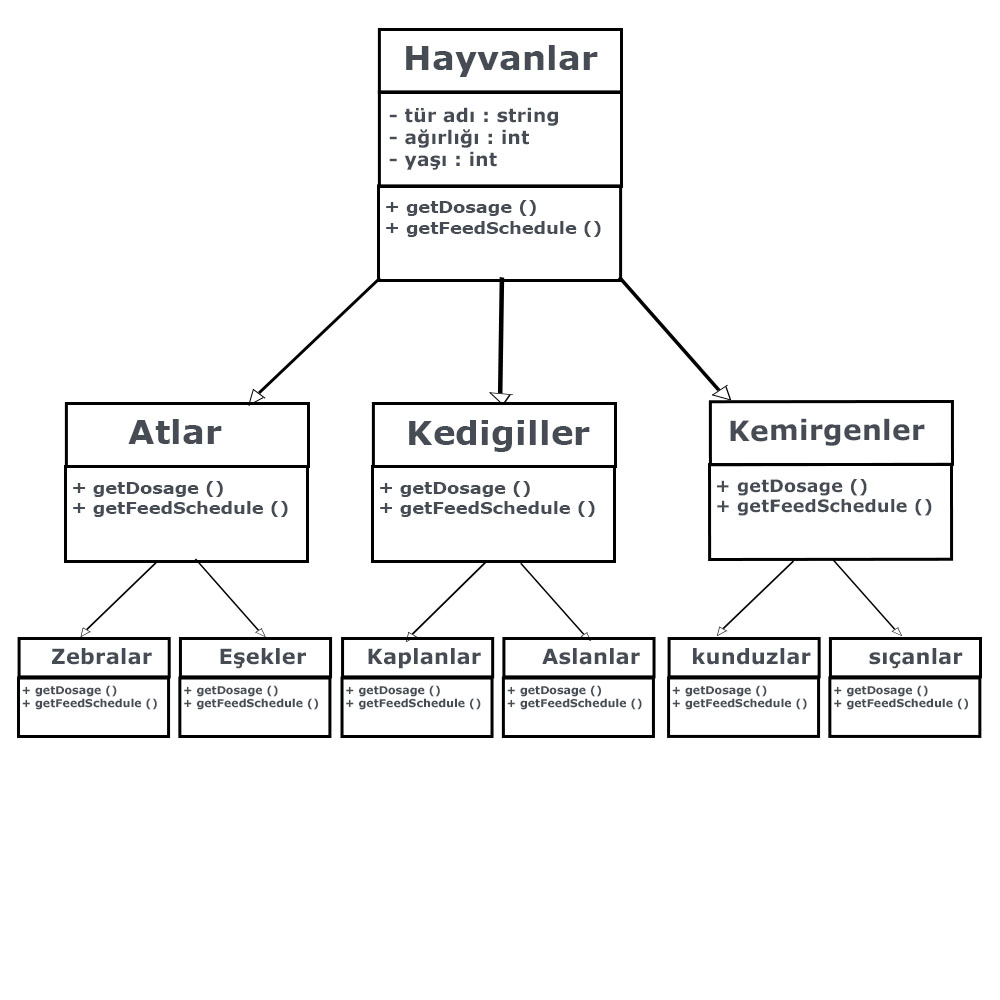 Hayvanlar
- tür adı : string
- ağırlığı : int
- yaşı : int
+ getDosage ()
+ getFeedSchedule ()
Atlar
+ getDosage ()
+ getFeedSchedule ()
Kedigiller
+ getDosage ()
+ getFeedSchedule ()
Kemirgenler
+ getDosage ()
+ getFeedSchedule ()
Zebralar
+ getDosage ()
+ getFeedSchedule ()
Eşekler
+ getDosage ()
+ getFeedSchedule ()
Kaplanlar
+ getDosage ()
+ getFeedSchedule ()
Aslanlar
+ getDosage ()
+ getFeedSchedule ()
kunduzlar
+ getDosage ()
+ getFeedSchedule ()
sıçanlar
+ getDosage ()
+ getFeedSchedule ()